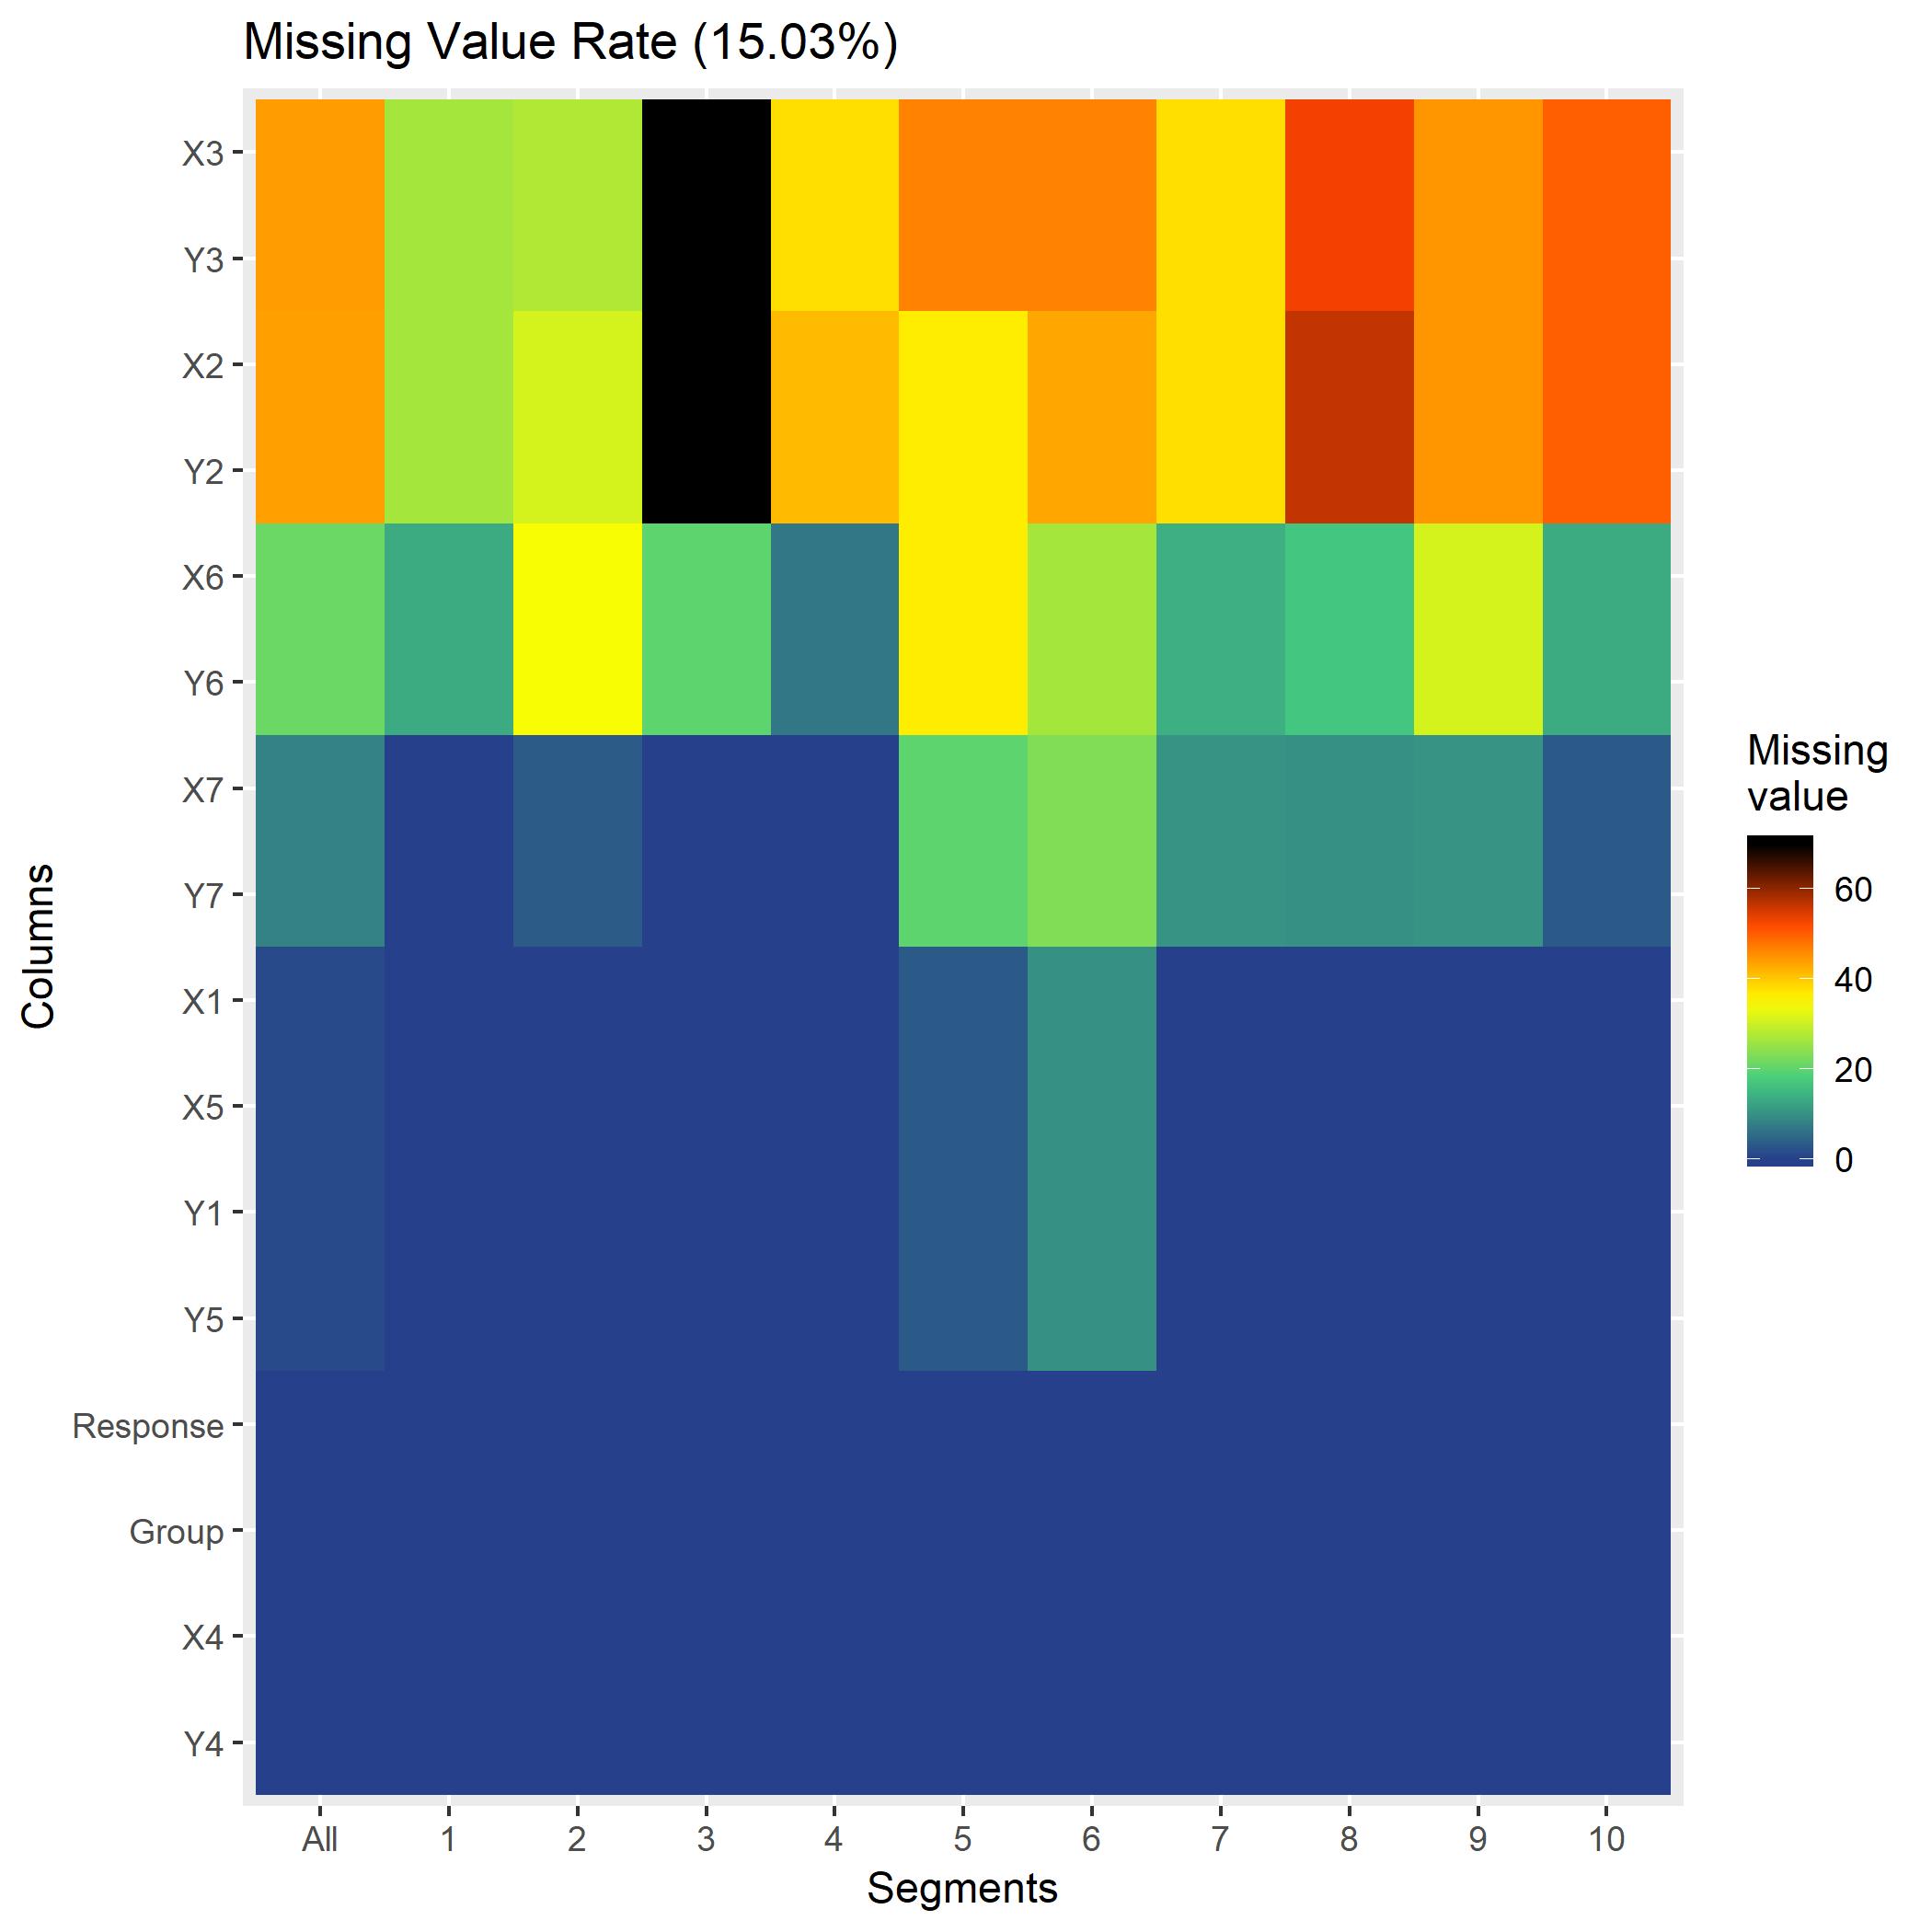 Missing Value Rate (15.03%)
X3
Y3
X2
Y2
X6
Y6
X7
Y7
X1
X5
Y1
Y5
Response
Group
X4
Y4
Columns
All 1 2 3 4 5 6 7 8 9 10
Segments
Missing
value
60
40
20
0